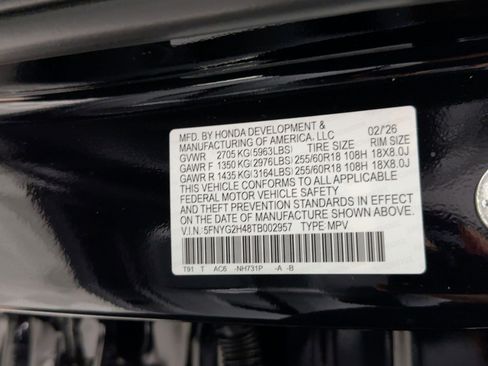 MFD. BY HONDA DEVELOPMENT & 02/'26
MANUFACTURING OF AMERICA, LLC
GVWR 2705 KG(5963LBS) TIRE SIZE RIM SIZE
GAWR F 1350 KG(2976LBS) 255/60R18 108H 18X8.0J
GAWR R 1435 KG(3164LBS) 255/60R18 108H 18X8.0J
THIS VEHICLE CONFORMS TO ALL APPLICABLE
FEDERAL MOTOR VEHICLE SAFETY
AND THEFT PREVENTION STANDARDS IN EFFECT
ON THE DATE OF MANUFACTURE SHOWN ABOVE.
V.I.N: 5FNYG2H48TB002957 TYPE MPV
T91 T AC6 -NH731P -A -B